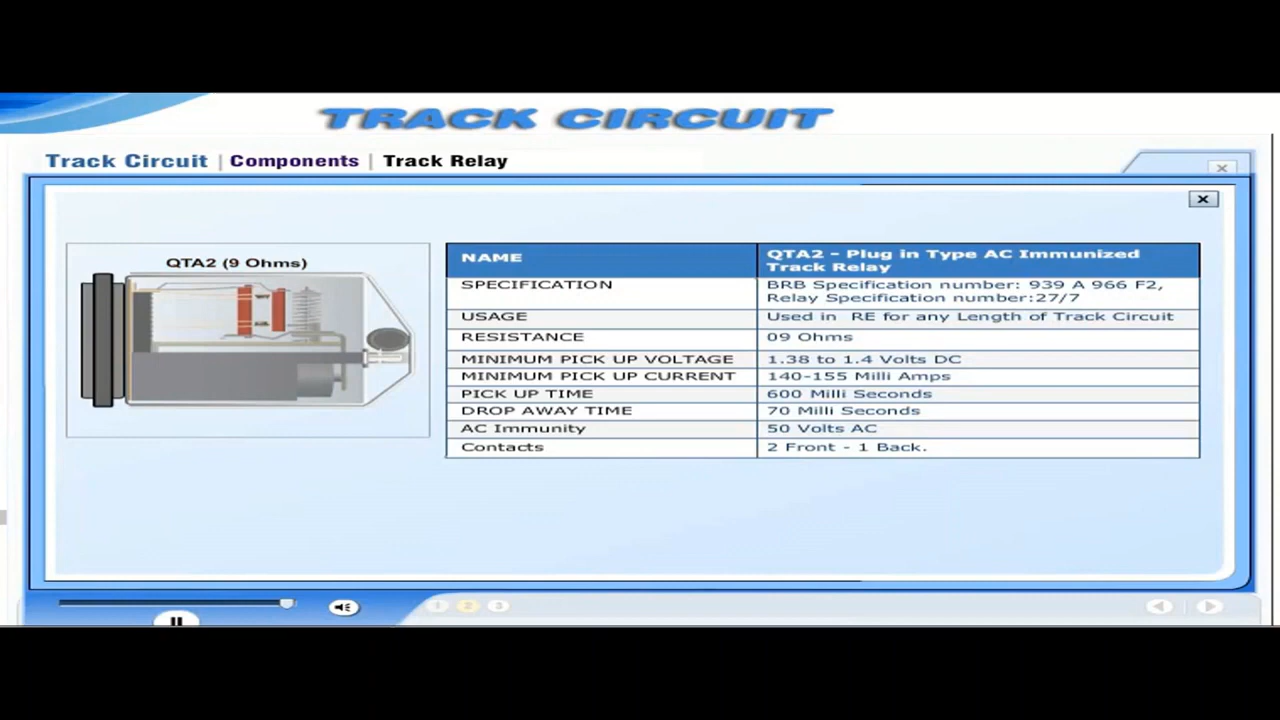 TRACK CIRCUIT
Track Circuit | Components | Track Relay
QTA2 (9 Ohms)
NAME
QTA2 - Plug in Type AC Immunized
Track Relay
SPECIFICATION
BRB Specification number: 939 A 966 F2,
Relay Specification number:27/7
USAGE
Used in RE for any Length of Track Circuit
RESISTANCE
09 Ohms
MINIMUM PICK UP VOLTAGE
1.38 to 1.4 Volts DC
MINIMUM PICK UP CURRENT
140-155 Milli Amps
PICK UP TIME
600 Milli Seconds
DROP AWAY TIME
70 Milli Seconds
AC Immunity
50 Volts AC
Contacts
2 Front - 1 Back.
1 2 3